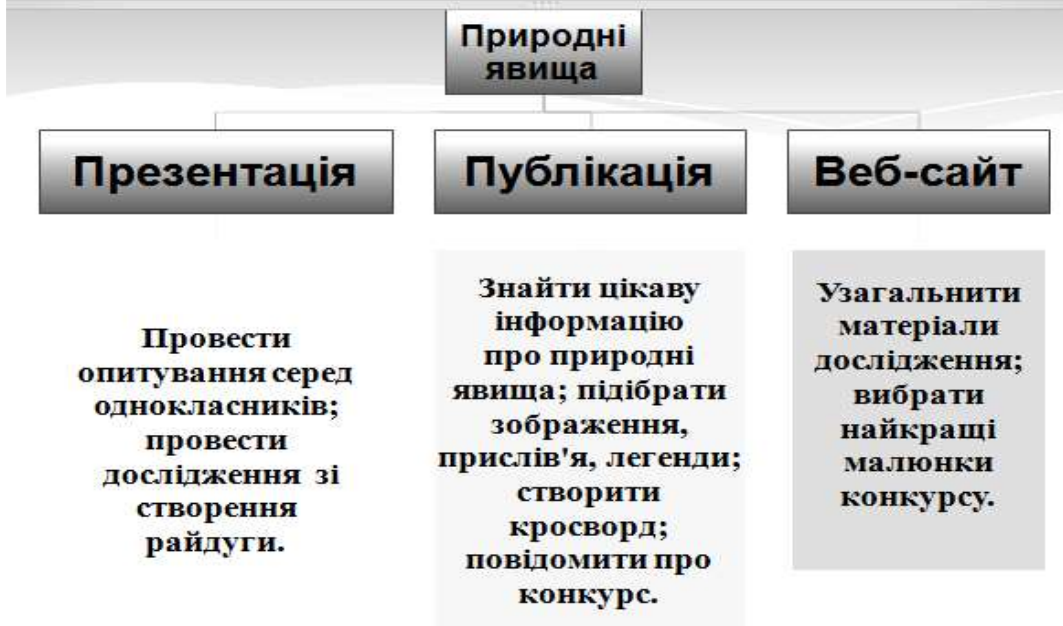 Природні
явища
Презентація
Публікація
Веб-сайт
Провести
опитування серед
однокласників;
провести
дослідження зі
створення
райдуги.
Знайти цікаву
інформацію
про природні
явища; підібрати
зображення,
прислів'я, легенди;
створити
кросворд;
повідомити про
конкурс.
Узагальнити
матеріали
дослідження;
вибрати
найкращі
малюнки
конкурсу.